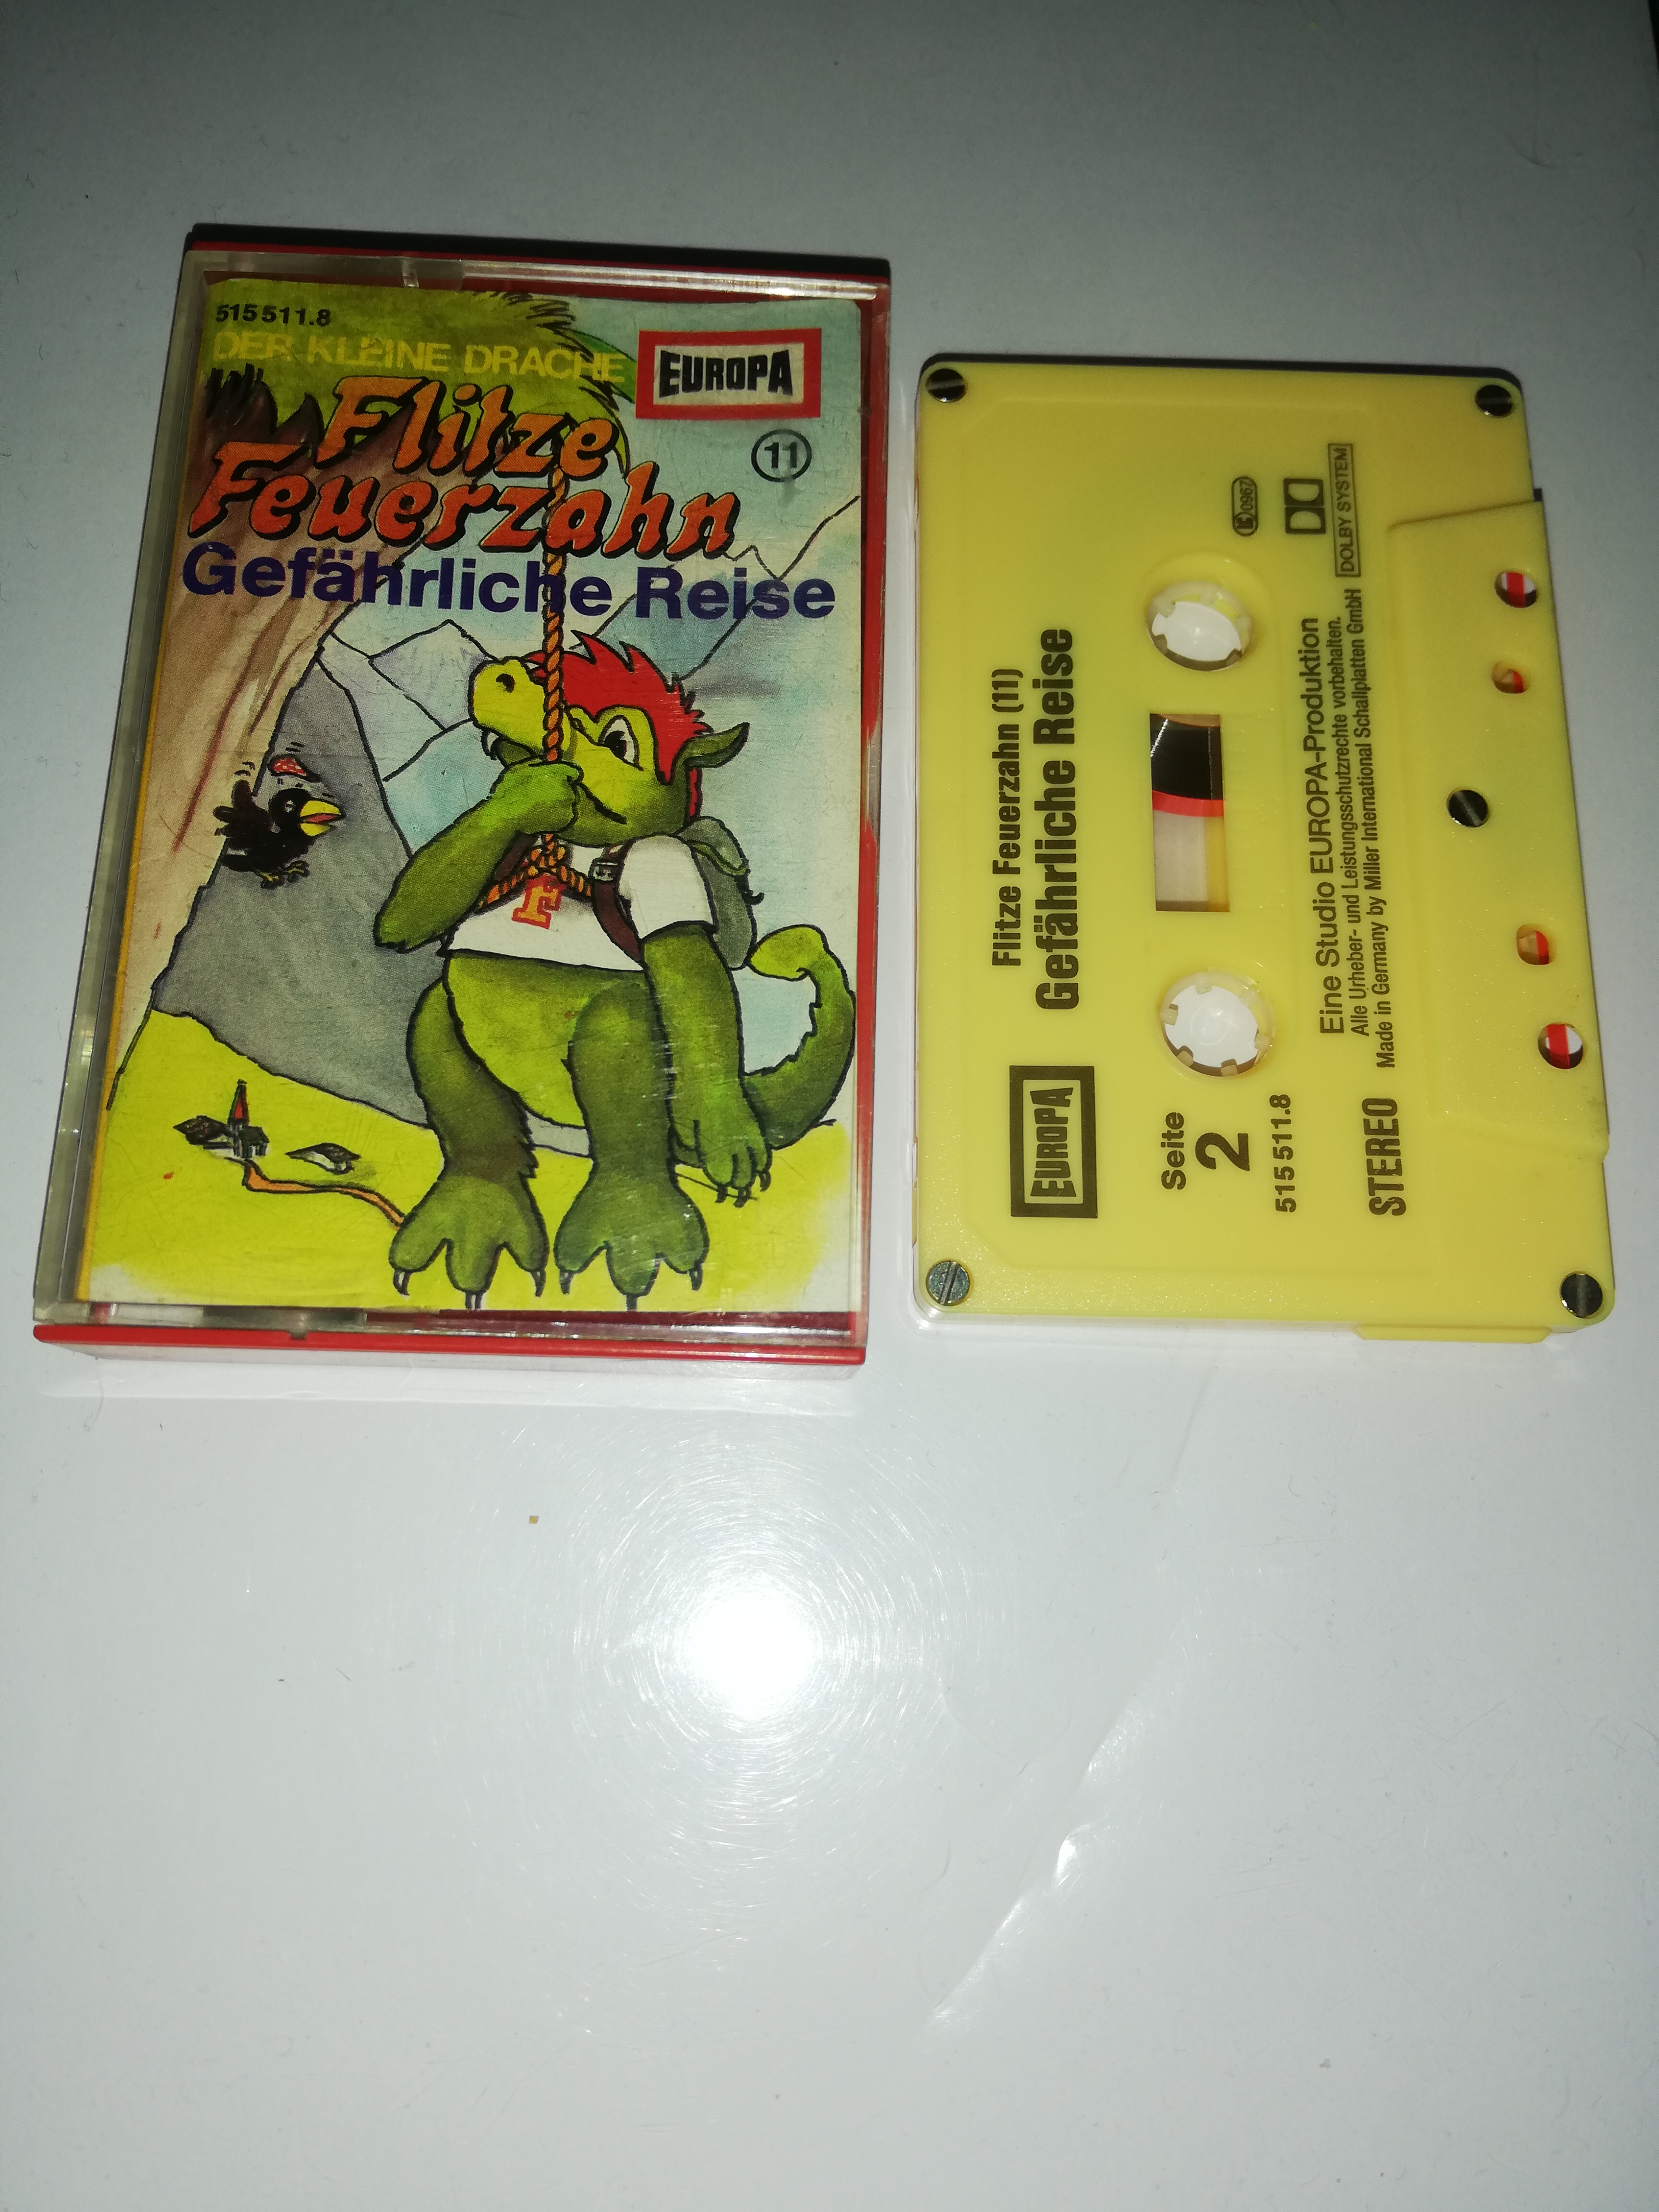 515 511.8
DER KLEINE DRACHE
EUROPA
Flitze
Feuerzahn
11
Gefährliche Reise
F
Flitze Feuerzahn (11)
Gefährliche Reise
EUROPA
Seite
2
515 511.8
STEREO
LC 0967
DOLBY SYSTEM
Eine Studio EUROPA-Produktion
Alle Urheber- und Leistungsschutzrechte vorbehalten.
Made in Germany by Miller International Schallplatten GmbH